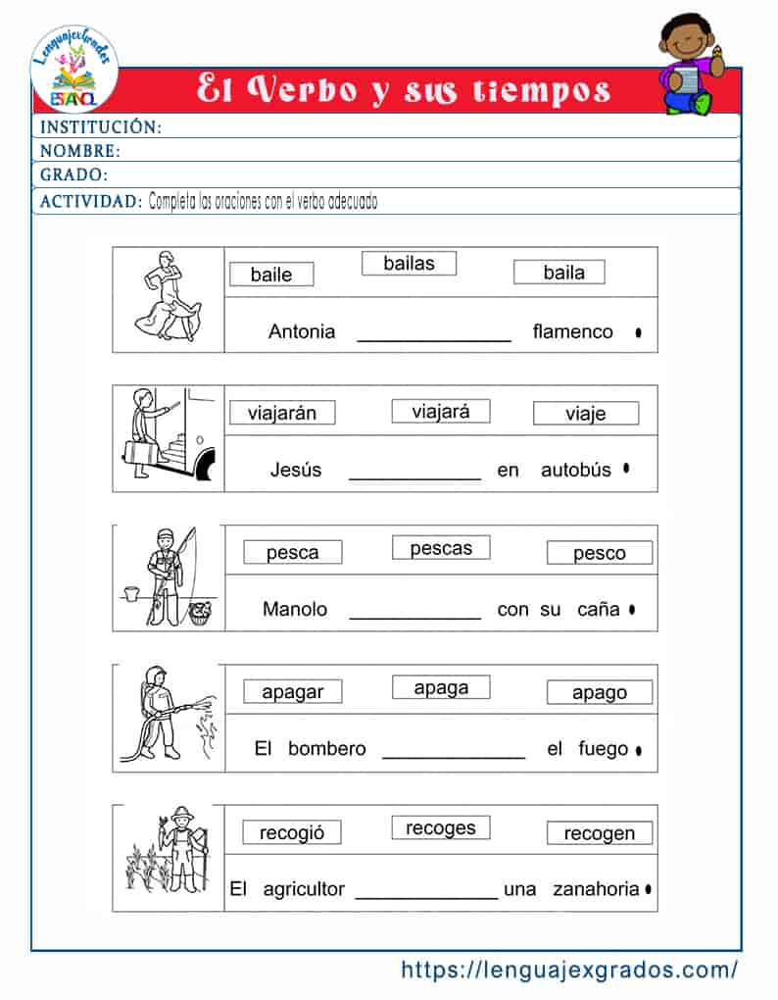 LenguajexGrados
ESPAÑOL
El Verbo y sus tiempos
INSTITUCIÓN:
NOMBRE:
GRADO:
ACTIVIDAD: Completa las oraciones con el verbo adecuado
baile bailas baila
Antonia ______________ flamenco .
viajarán viajará viaje
Jesús ____________ en autobús .
pesca pescas pesco
Manolo ____________ con su caña .
apagar apaga apago
El bombero _____________ el fuego .
recogió recoges recogen
El agricultor _____________ una zanahoria .
https://lenguajexgrados.com/